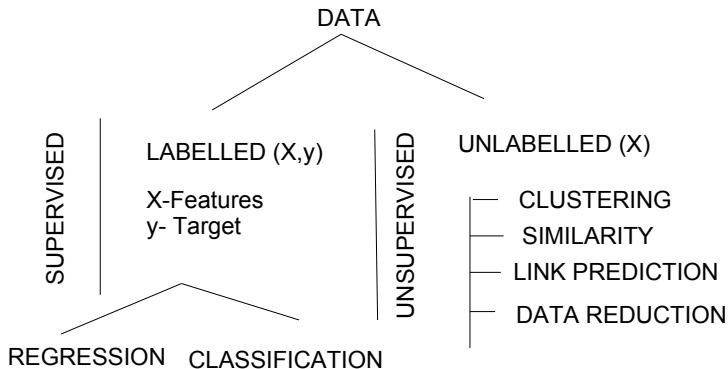 DATA
SUPERVISED
LABELLED (X,y)
X-Features
y- Target
REGRESSION
CLASSIFICATION
UNSUPERVISED
UNLABELLED (X)
CLUSTERING
SIMILARITY
LINK PREDICTION
DATA REDUCTION